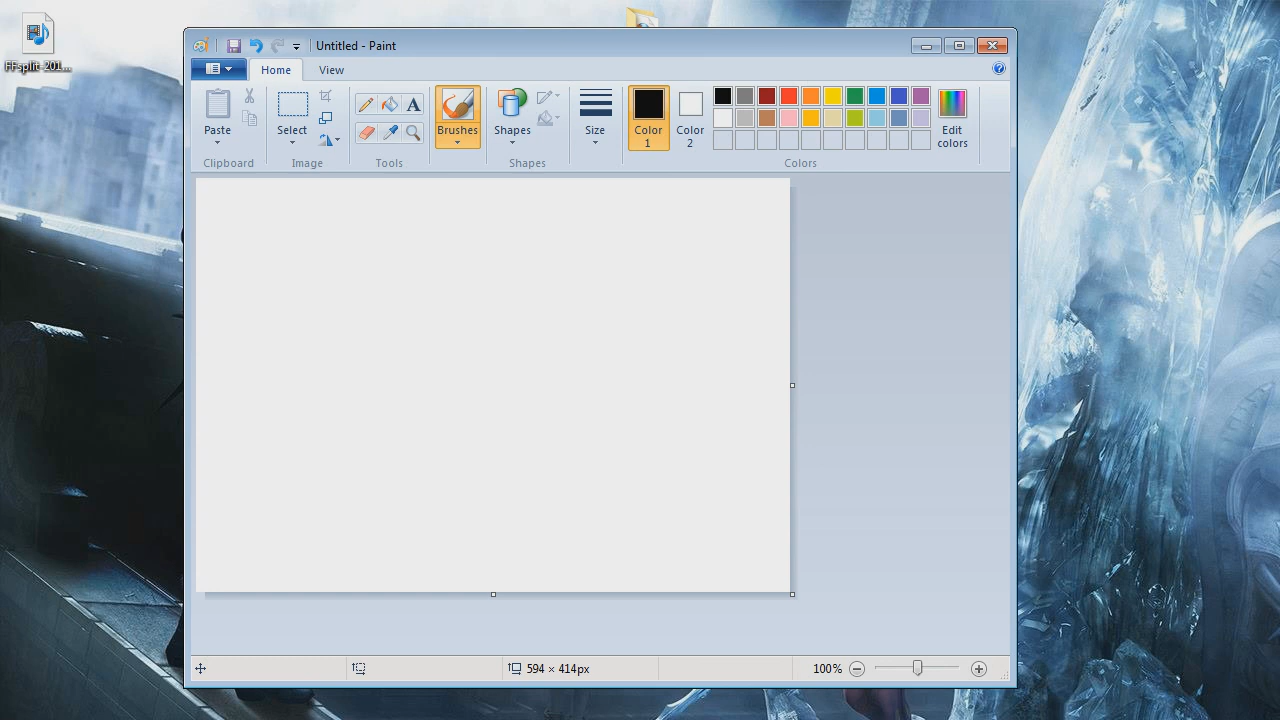 FFsplit 201...
Untitled - Paint
Home
View
Paste
Select
Brushes
Shapes
Size
Color 1
Color 2
Edit colors
Clipboard
Image
Tools
Shapes
Colors
594 × 414px
100%